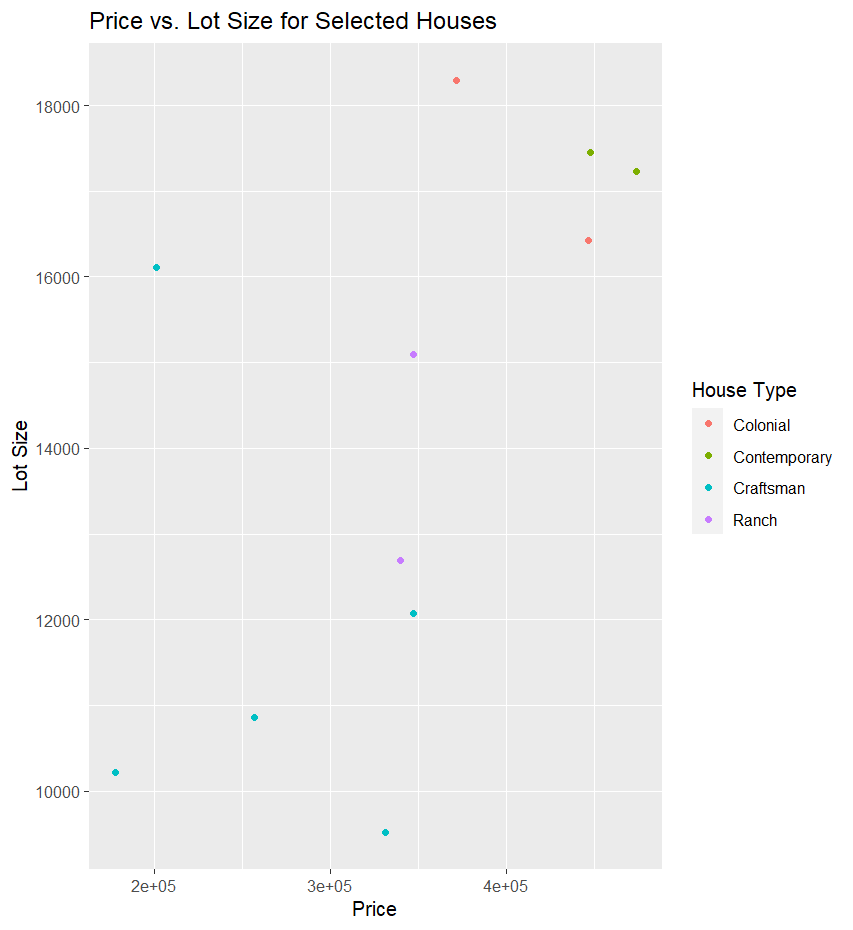 Price vs. Lot Size for Selected Houses
18000
16000
14000
12000
10000
Lot Size
2e+05 3e+05 4e+05
Price
House Type
Colonial
Contemporary
Craftsman
Ranch